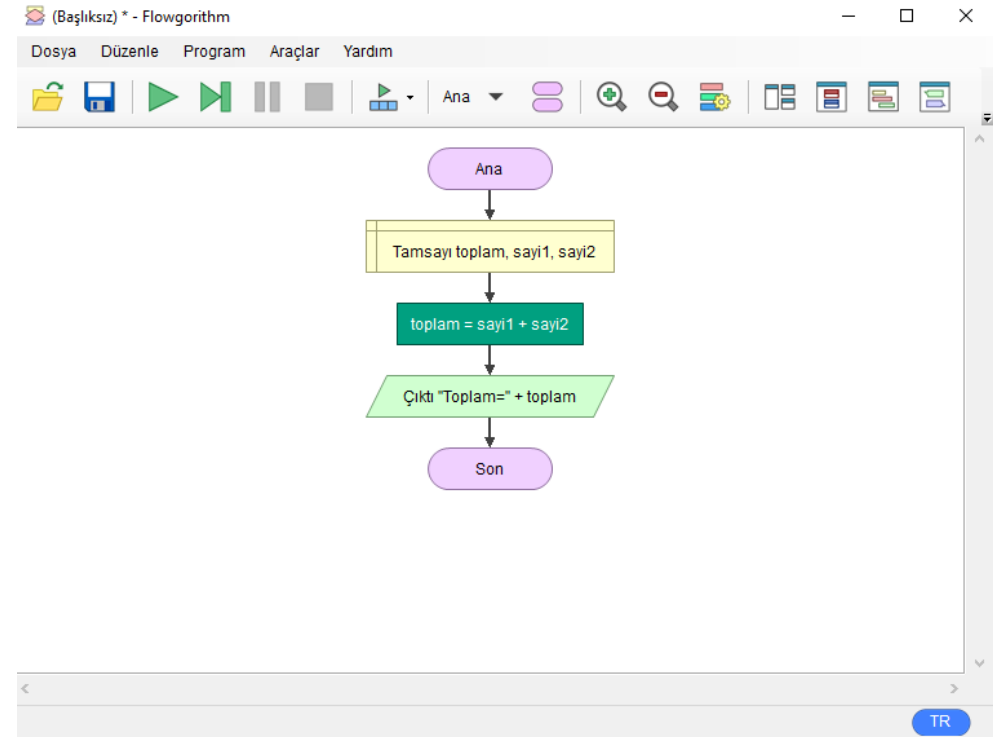 (Başlıksız) * - Flowgorithm
Dosya Düzenle Program Araçlar Yardım
Ana
Ana
Tamsayı toplam, sayi1, sayi2
toplam = sayi1 + sayi2
Çıktı "Toplam=" + toplam
Son
TR